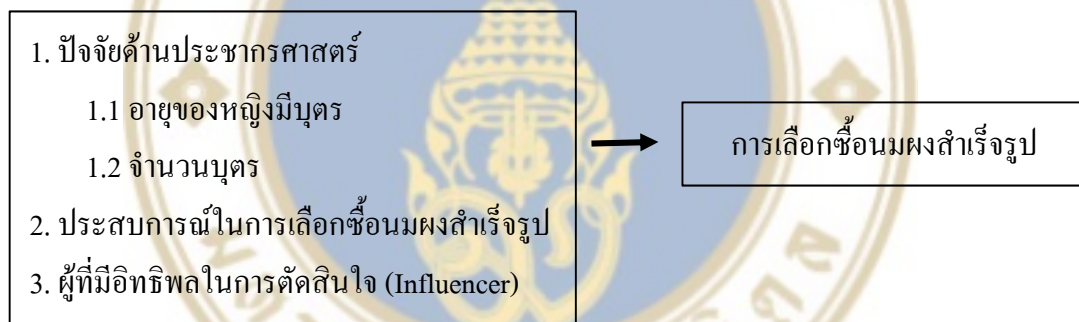 1. ปัจจัยด้านประชากรศาสตร์
1.1 อายุของหญิงมีบุตร
1.2 จำนวนบุตร
2. ประสบการณ์ในการเลือกซื้อนมผงสำเร็จรูป
3. ผู้ที่มีอิทธิพลในการตัดสินใจ (Influencer)
การเลือกซื้อนมผงสำเร็จรูป